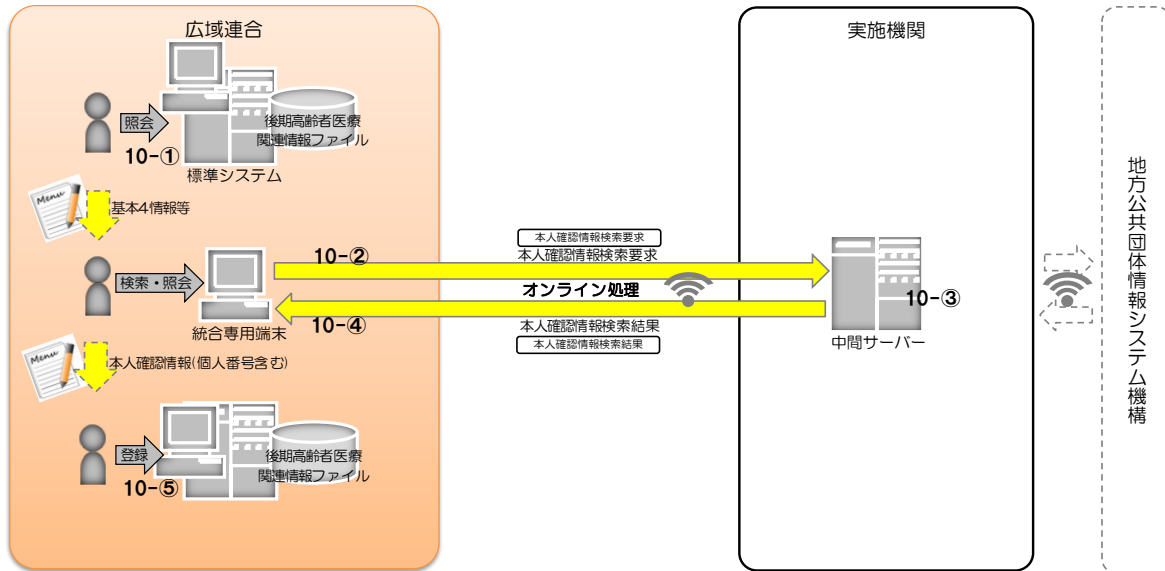 広域連合
照会
10-①
後期高齢者医療
関連情報ファイル
標準システム
Menu
基本4情報等
検索・照会
統合専用端末
10-②
本人確認情報検索要求
本人確認情報検索要求
オンライン処理
10-④
本人確認情報検索結果
本人確認情報検索結果
Menu
本人確認情報(個人番号含む)
登録
10-⑤
後期高齢者医療
関連情報ファイル
実施機関
10-③
中間サーバー
地方公共団体情報システム機構